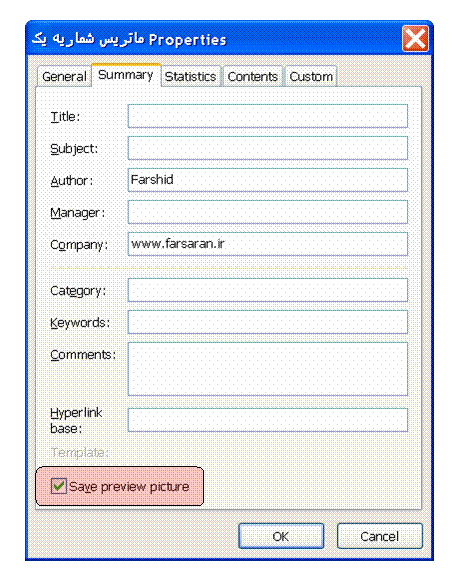 ماتریس شماریه یک Properties
General Summary Statistics Contents Custom
Title:
Subject:
Author: Farshid
Manager:
Company: www.farsaran.ir
Category:
Keywords:
Comments:
Hyperlink
base:
Template:
Save preview picture
OK Cancel